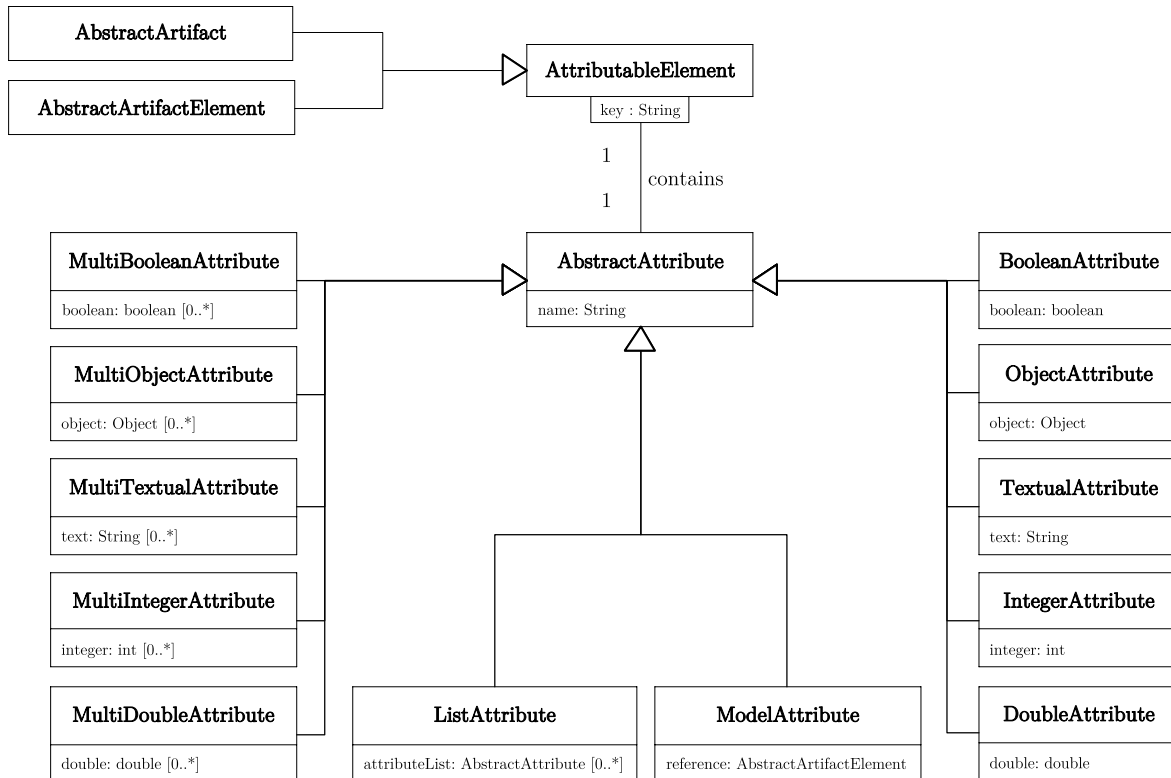 AbstractArtifact
AbstractArtifactElement
AttributableElement
key : String
1
contains
1
AbstractAttribute
name: String
MultiBooleanAttribute
boolean: boolean [0..*]
MultiObjectAttribute
object: Object [0..*]
MultiTextualAttribute
text: String [0..*]
MultiIntegerAttribute
integer: int [0..*]
MultiDoubleAttribute
double: double [0..*]
ListAttribute
attributeList: AbstractAttribute [0..*]
ModelAttribute
reference: AbstractArtifactElement
BooleanAttribute
boolean: boolean
ObjectAttribute
object: Object
TextualAttribute
text: String
IntegerAttribute
integer: int
DoubleAttribute
double: double